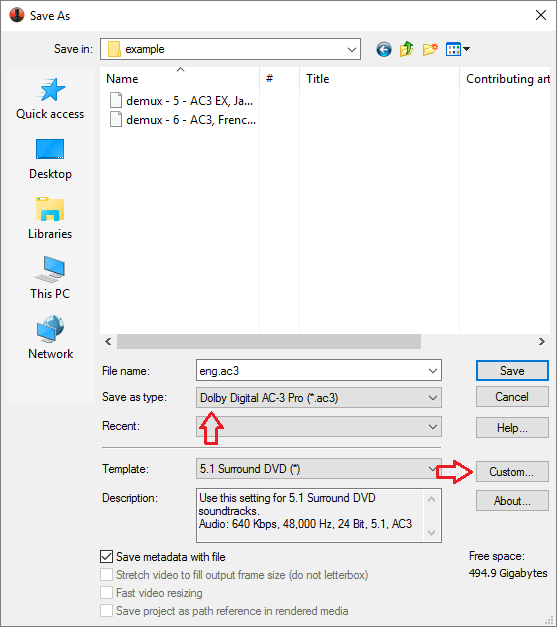 Save As
Save in: example
Name # Title Contributing art
demux - 5 - AC3 EX, Ja...
demux - 6 - AC3, Frenc...
Quick access
Desktop
Libraries
This PC
Network
File name: eng.ac3 Save
Save as type: Dolby Digital AC-3 Pro (*.ac3) Cancel
Recent: Help...
Template: 5.1 Surround DVD (*) Custom...
Description: Use this setting for 5.1 Surround DVD About...
soundtracks.
Audio: 640 Kbps, 48,000 Hz, 24 Bit, 5.1, AC3
Save metadata with file Free space:
Stretch video to fill output frame size (do not letterbox) 494.9 Gigabytes
Fast video resizing
Save project as path reference in rendered media